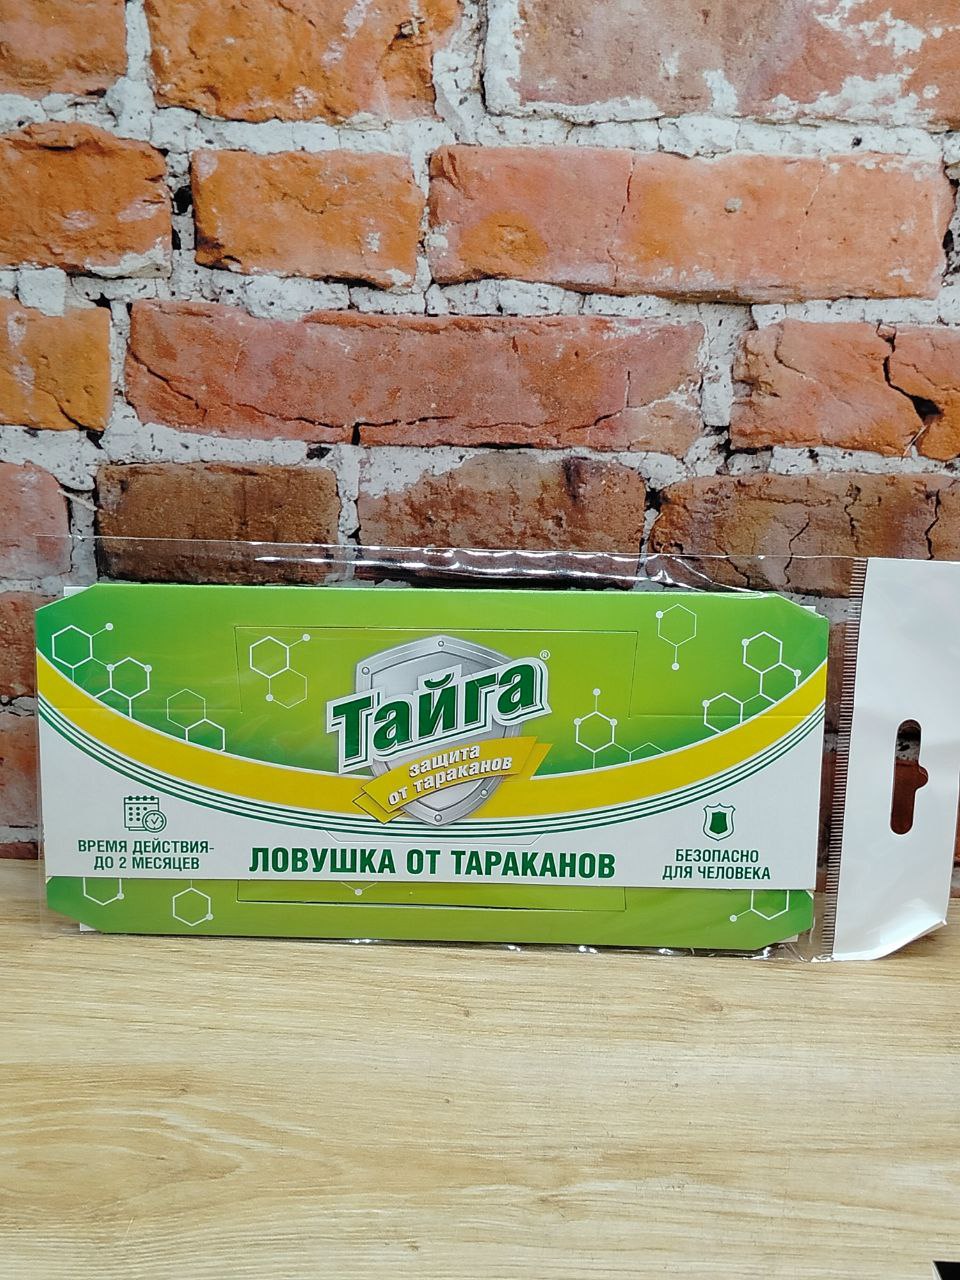 Тайга®
защита
от тараканов
ВРЕМЯ ДЕЙСТВИЯ-
ДО 2 МЕСЯЦЕВ
ЛОВУШКА ОТ ТАРАКАНОВ
БЕЗОПАСНО
ДЛЯ ЧЕЛОВЕКА